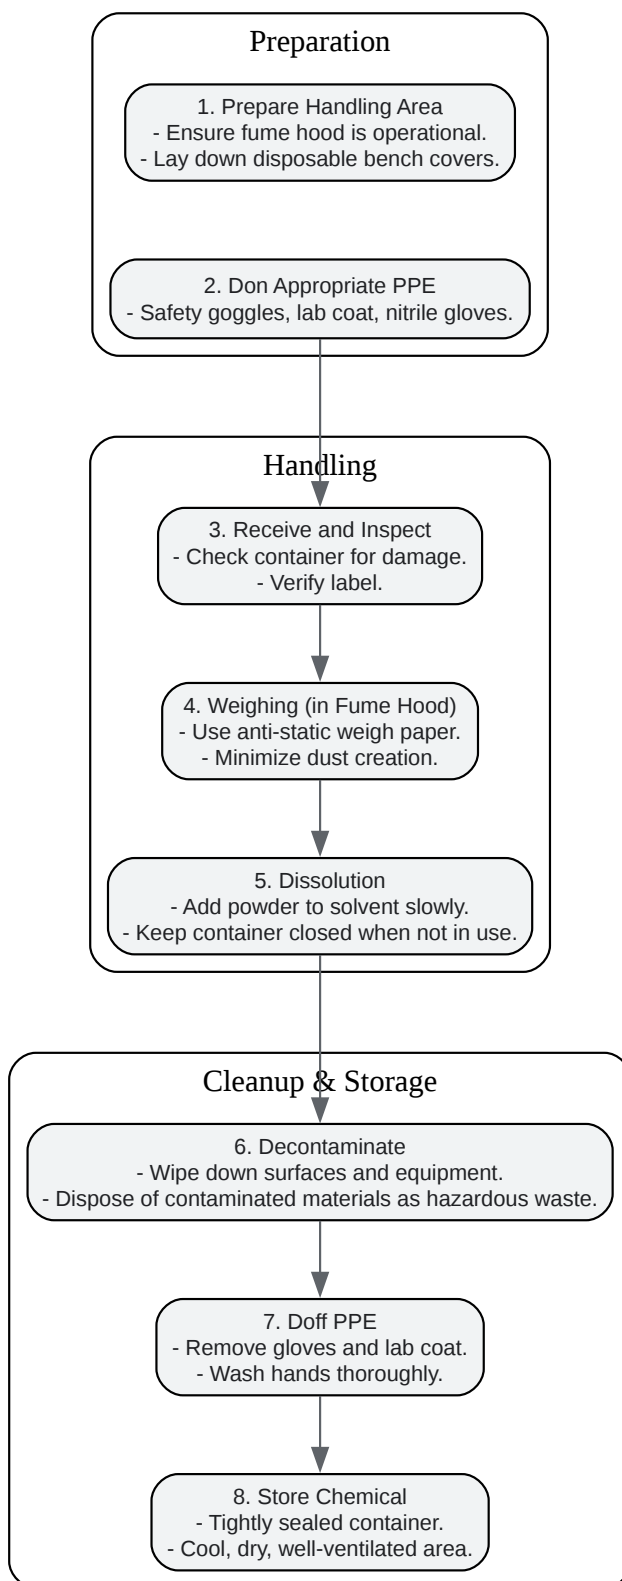 Preparation
1. Prepare Handling Area
- Ensure fume hood is operational.
- Lay down disposable bench covers.
2. Don Appropriate PPE
- Safety goggles, lab coat, nitrile gloves.
Handling
3. Receive and Inspect
- Check container for damage.
- Verify label.
4. Weighing (in Fume Hood)
- Use anti-static weigh paper.
- Minimize dust creation.
5. Dissolution
- Add powder to solvent slowly.
- Keep container closed when not in use.
Cleanup & Storage
6. Decontaminate
- Wipe down surfaces and equipment.
- Dispose of contaminated materials as hazardous waste.
7. Doff PPE
- Remove gloves and lab coat.
- Wash hands thoroughly.
8. Store Chemical
- Tightly sealed container.
- Cool, dry, well-ventilated area.